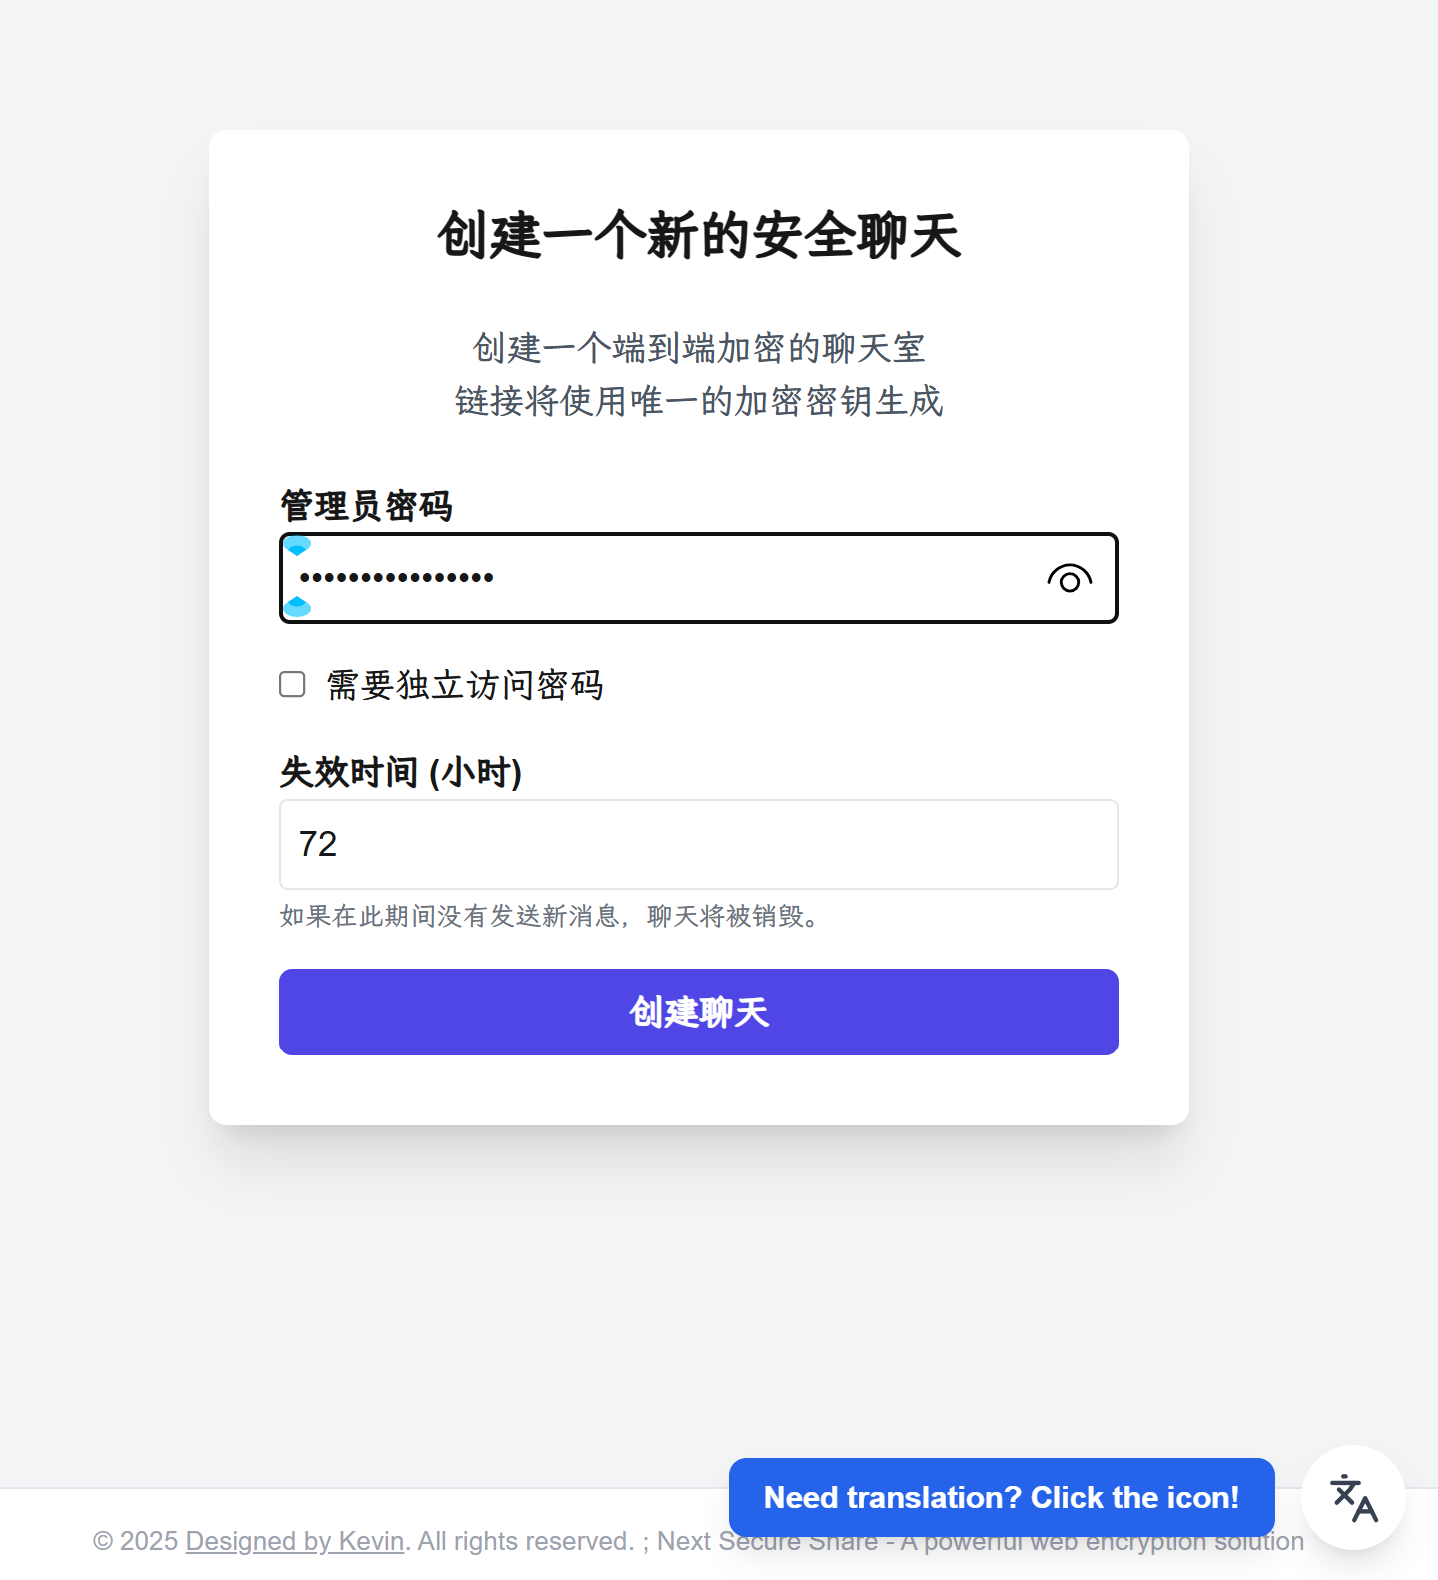 创建一个新的安全聊天
创建一个端到端加密的聊天室
链接将使用唯一的加密密钥生成
管理员密码
••••••••••••••••
需要独立访问密码
失效时间 (小时)
72
如果在此期间没有发送新消息，聊天将被销毁。
创建聊天
Need translation? Click the icon!
© 2025 Designed by Kevin. All rights reserved. ; Next Secure Share - A powerful web encryption solution